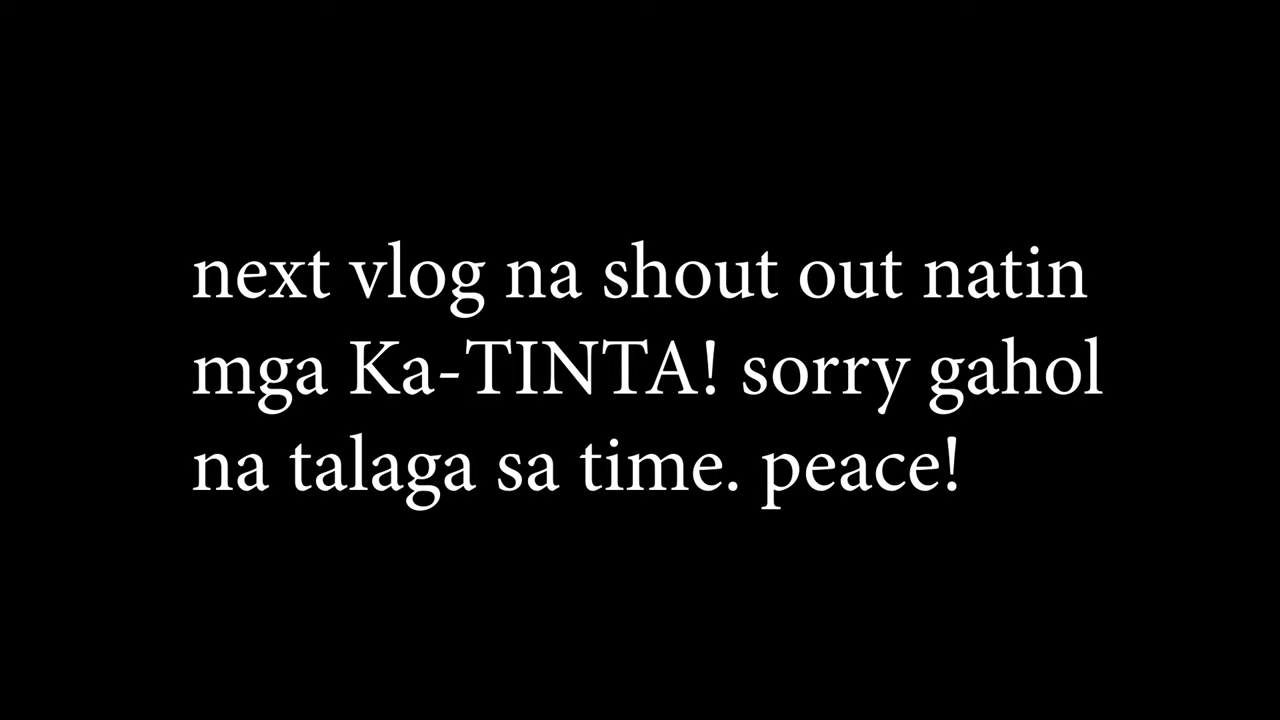 next vlog na shout out natin
mga Ka-TINTA! sorry gahol
na talaga sa time. peace!